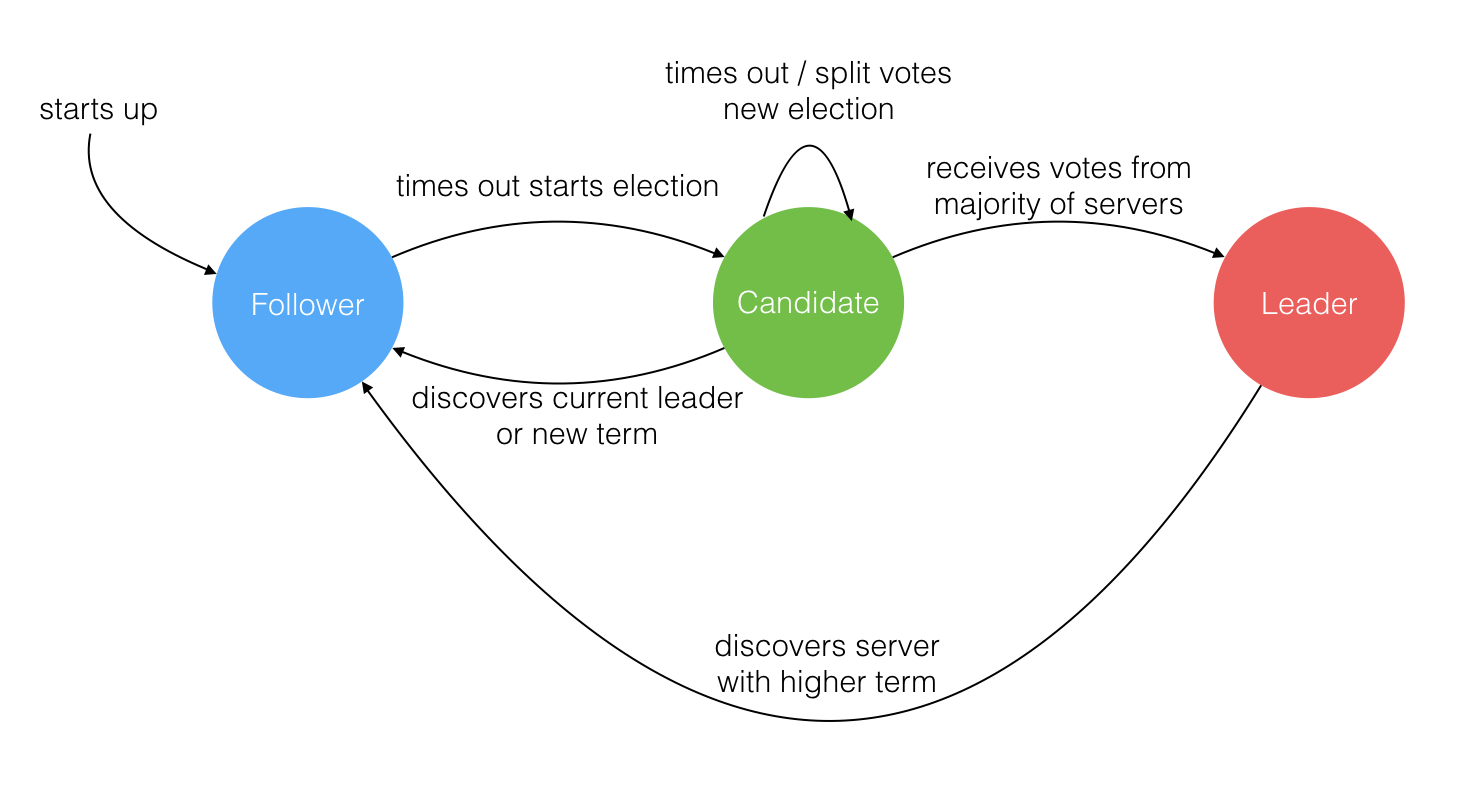 times out / split votes
new election
starts up
receives votes from
majority of servers
times out starts election
Follower
Candidate
Leader
discovers current leader
or new term
discovers server
with higher term